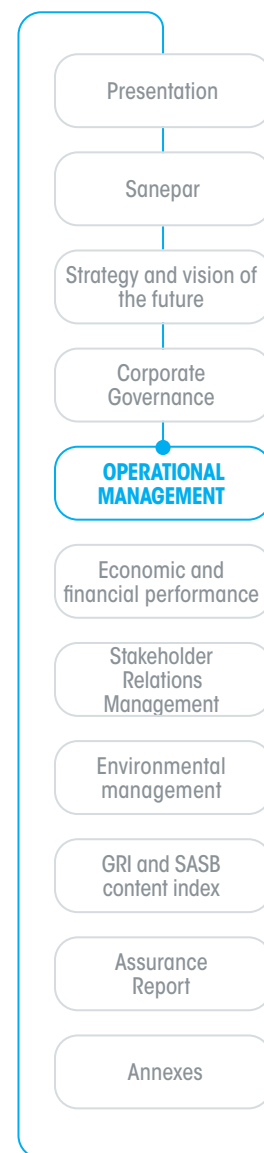 Presentation
Sanepar
Strategy and vision of
the future
Corporate
Governance
OPERATIONAL
MANAGEMENT
Economic and
financial performance
Stakeholder
Relations
Management
Environmental
management
GRI and SASB
content index
Assurance
Report
Annexes